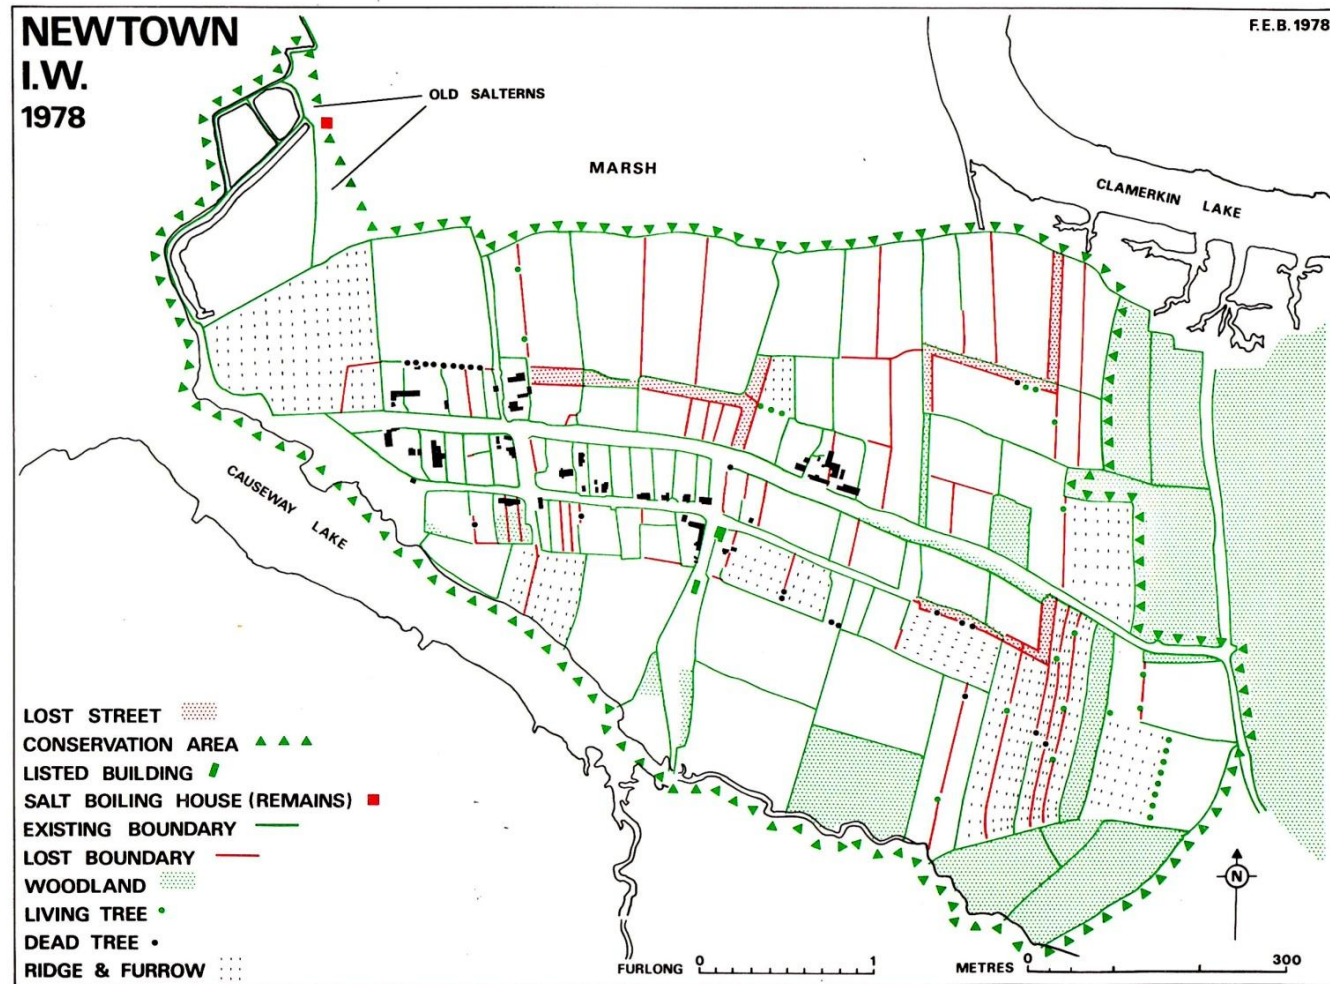 NEWTOWN
I.W.
1978
F.E.B. 1978
OLD SALTERNS
MARSH
CLAMERKIN LAKE
CAUSEWAY LAKE
LOST STREET
CONSERVATION AREA
LISTED BUILDING
SALT BOILING HOUSE (REMAINS)
EXISTING BOUNDARY
LOST BOUNDARY
WOODLAND
LIVING TREE
DEAD TREE
RIDGE & FURROW
N
FURLONG 0 1
METRES 0 300